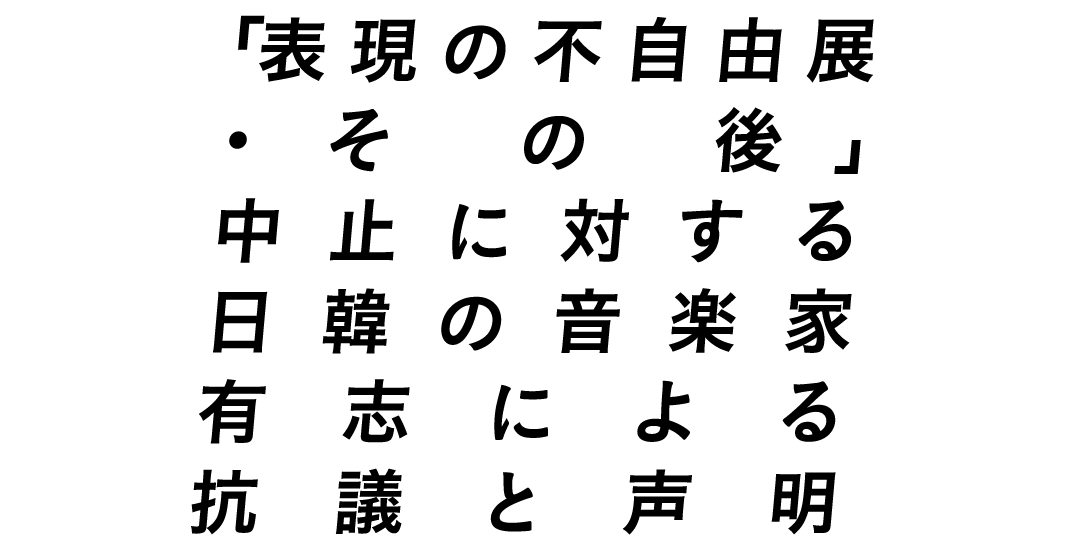 「表現の不自由展
・その後」
中止に対する
日韓の音楽家
有志による
抗議と声明